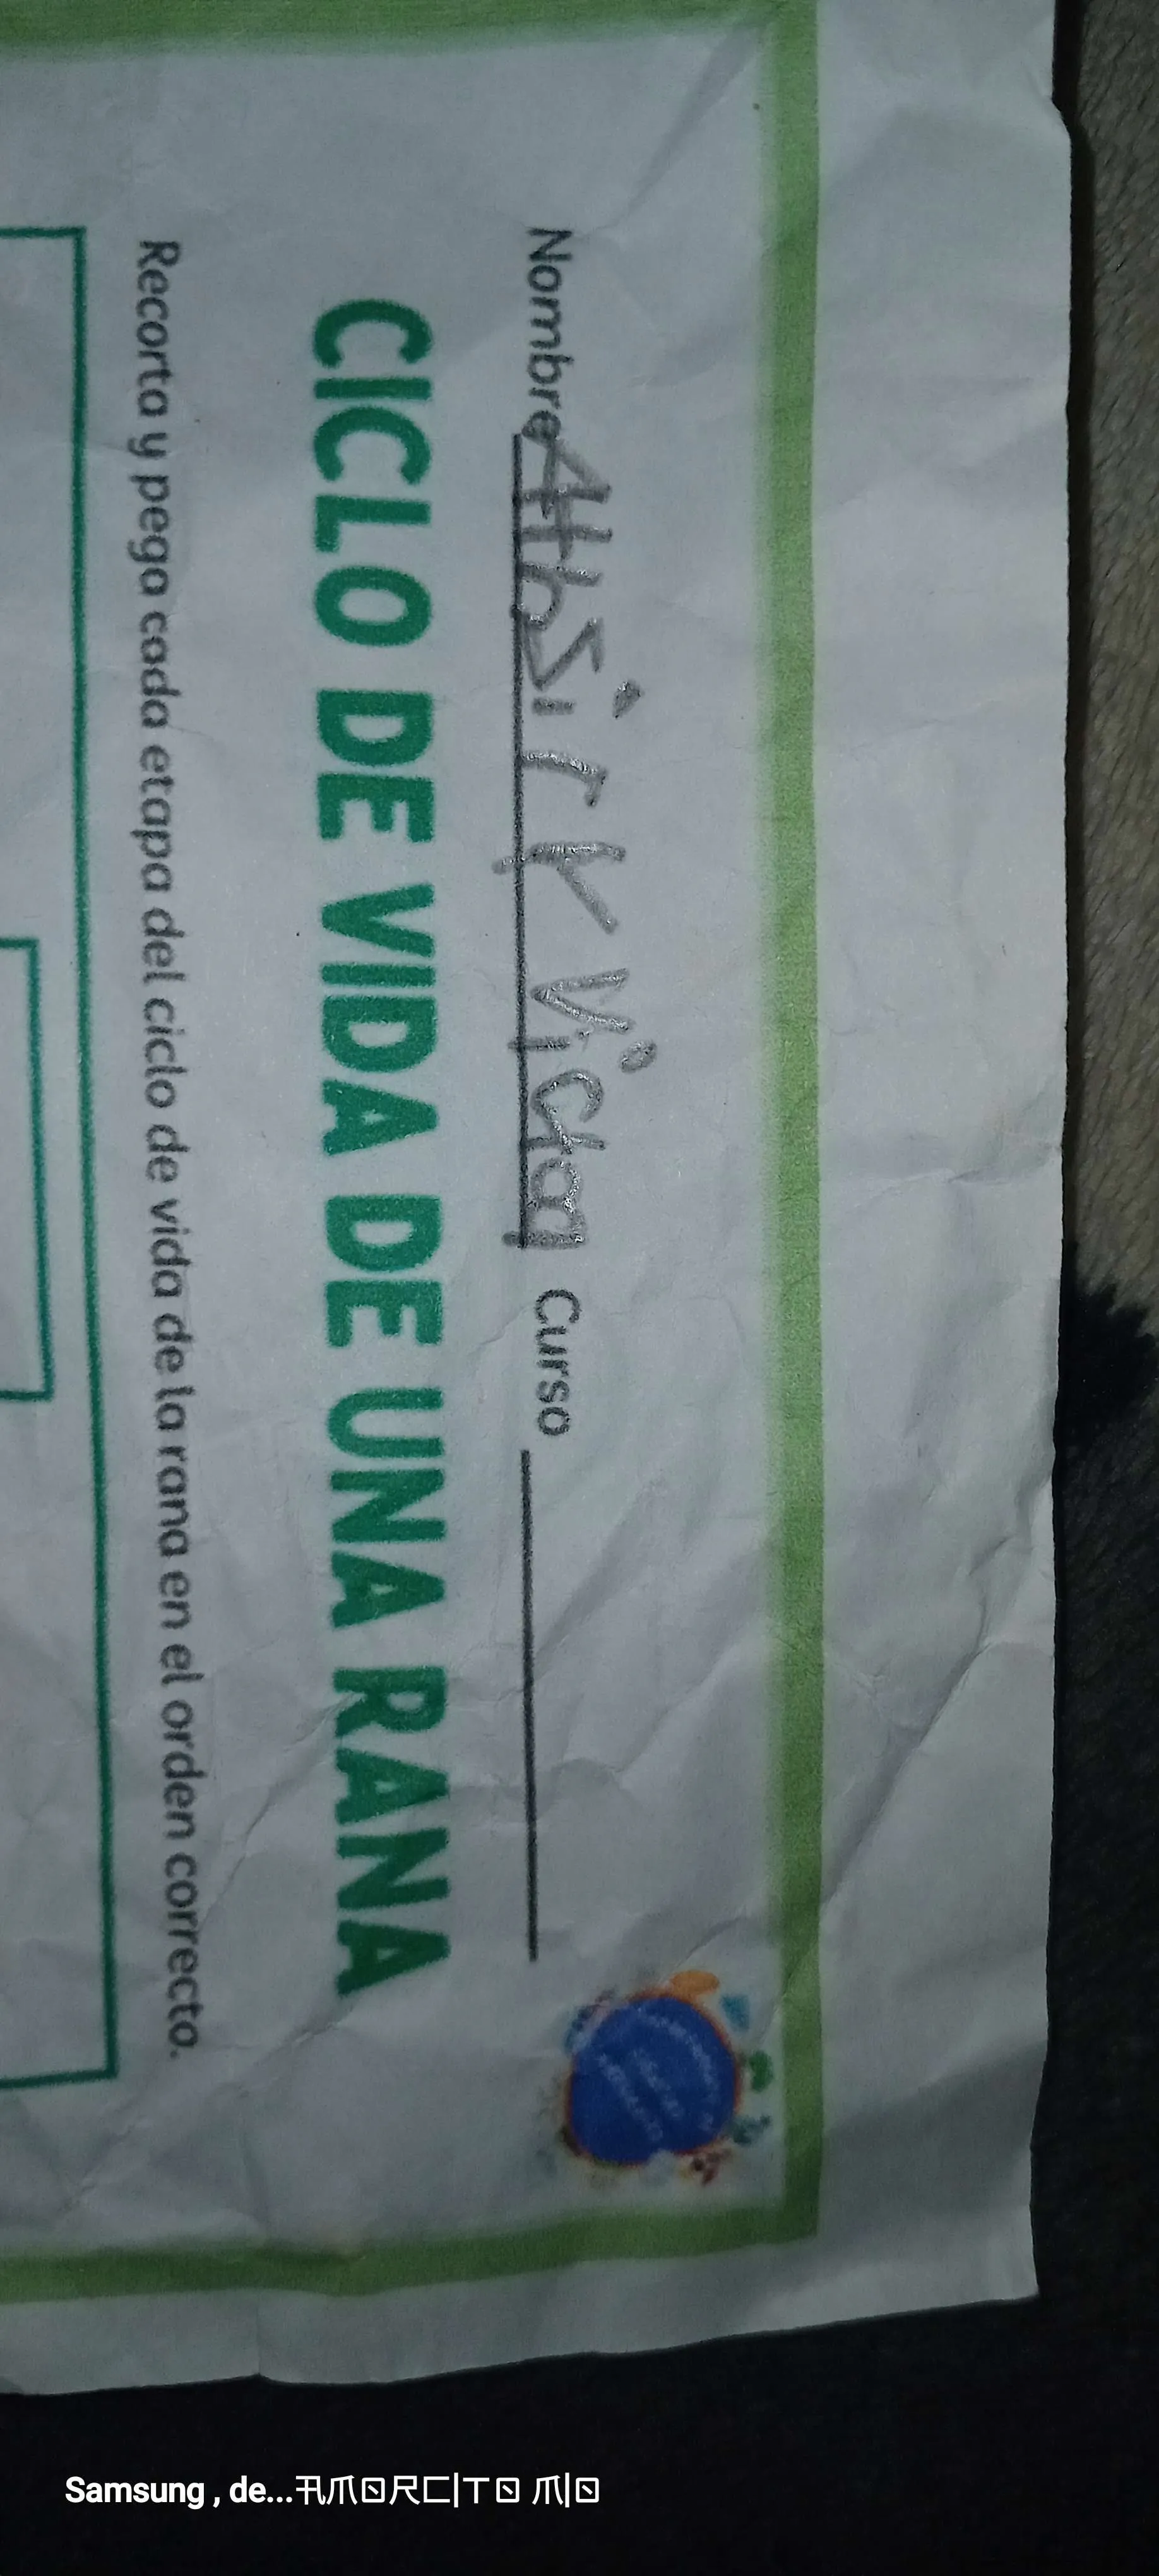 Nombre Curso
CICLO DE VIDA DE UNA RANA
Recorta y pega cada etapa del ciclo de vida de la rana en el orden correcto.
Samsung , de...